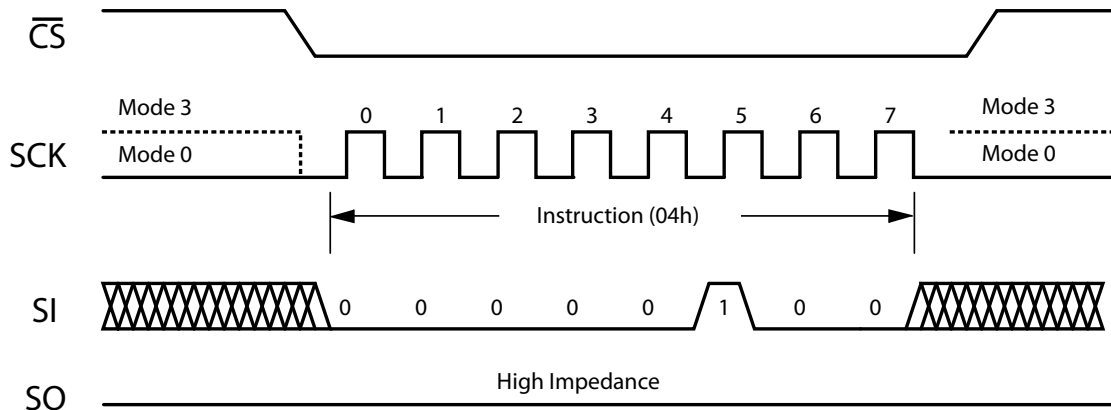 C̅S̅
Mode 3
0 1 2 3 4 5 6 7
Mode 3
SCK
Mode 0
Mode 0
Instruction (04h)
SI
0 0 0 0 0 1 0 0
High Impedance
SO